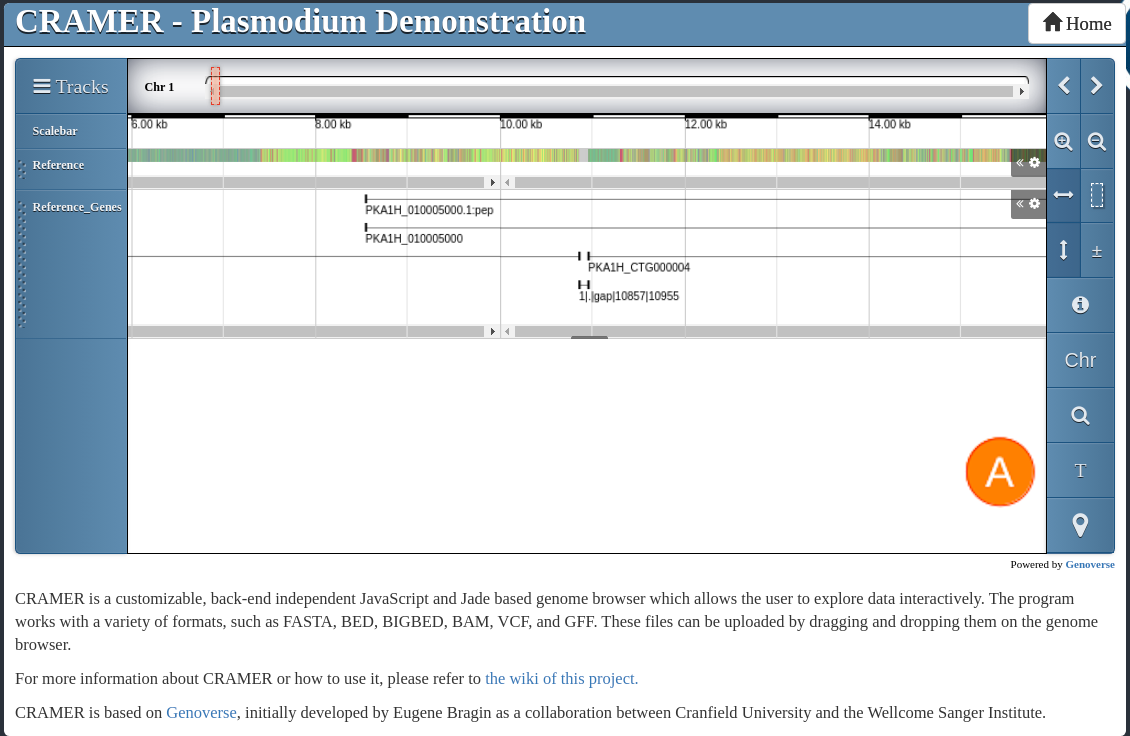 CRAMER - Plasmodium Demonstration
Home
Tracks
Chr 1
Scalebar
6.00 kb 8.00 kb 10.00 kb 12.00 kb 14.00 kb
Reference
Reference_Genes
PKA1H_010005000.1:pep
PKA1H_010005000
PKA1H_CTG000004
1|.|gap|10857|10955
±
Chr
A
T
Powered by Genoverse
CRAMER is a customizable, back-end independent JavaScript and Jade based genome browser which allows the user to explore data interactively. The program
works with a variety of formats, such as FASTA, BED, BIGBED, BAM, VCF, and GFF. These files can be uploaded by dragging and dropping them on the genome
browser.
For more information about CRAMER or how to use it, please refer to the wiki of this project.
CRAMER is based on Genoverse, initially developed by Eugene Bragin as a collaboration between Cranfield University and the Wellcome Sanger Institute.